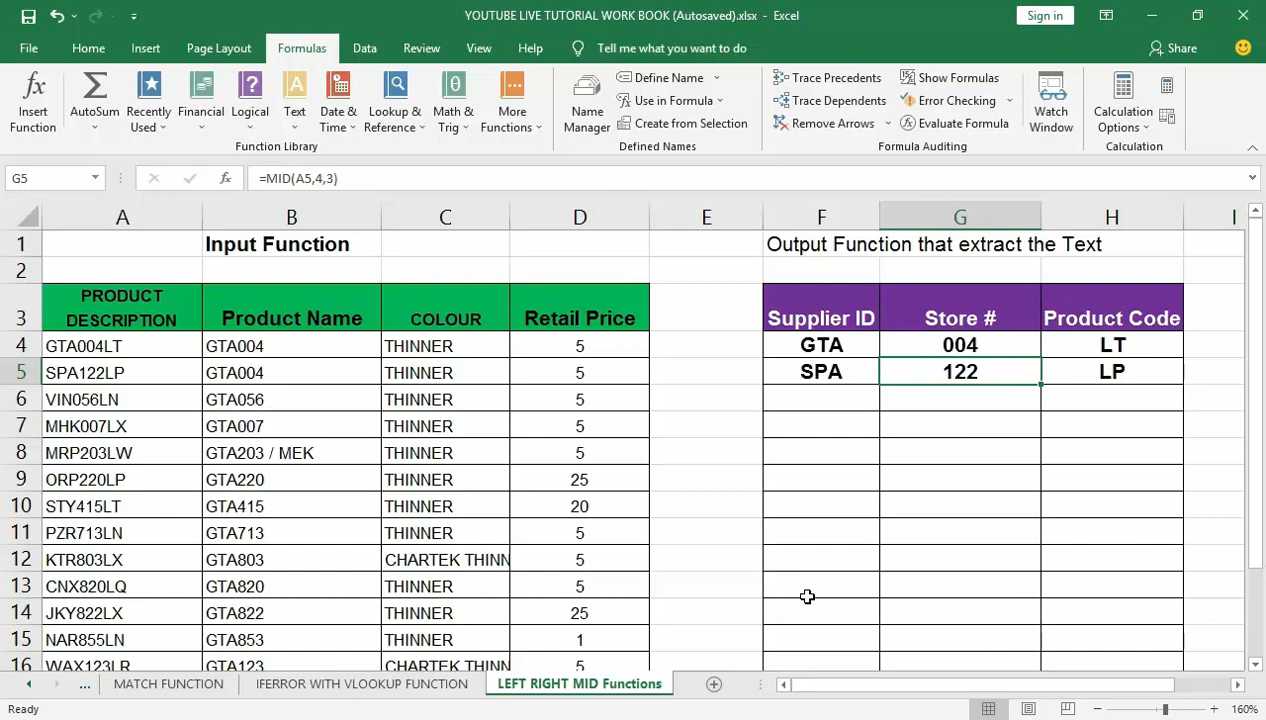 YOUTUBE LIVE TUTORIAL WORK BOOK (Autosaved).xlsx - Excel
Sign in
File Home Insert Page Layout Formulas Data Review View Help Tell me what you want to do Share
Insert Function
AutoSum
Recently Used
Financial
Logical
Text
Date & Time
Lookup & Reference
Math & Trig
More Functions
Function Library
Name Manager
Define Name
Use in Formula
Create from Selection
Defined Names
Trace Precedents
Trace Dependents
Remove Arrows
Show Formulas
Error Checking
Evaluate Formula
Formula Auditing
Watch Window
Calculation Options
Calculation
G5 fx =MID(A5,4,3)
A B C D E F G H I
1 Input Function Output Function that extract the Text
2
3 PRODUCT DESCRIPTION Product Name COLOUR Retail Price Supplier ID Store # Product Code
4 GTA004LT GTA004 THINNER 5 GTA 004 LT
5 SPA122LP GTA004 THINNER 5 SPA 122 LP
6 VIN056LN GTA056 THINNER 5
7 MHK007LX GTA007 THINNER 5
8 MRP203LW GTA203 / MEK THINNER 5
9 ORP220LP GTA220 THINNER 25
10 STY415LT GTA415 THINNER 20
11 PZR713LN GTA713 THINNER 5
12 KTR803LX GTA803 CHARTEK THINN 5
13 CNX820LQ GTA820 THINNER 5
14 JKY822LX GTA822 THINNER 25
15 NAR855LN GTA853 THINNER 1
16 WAX123LR GTA123 CHARTEK THINN 5
... MATCH FUNCTION IFERROR WITH VLOOKUP FUNCTION LEFT RIGHT MID Functions
Ready 160%